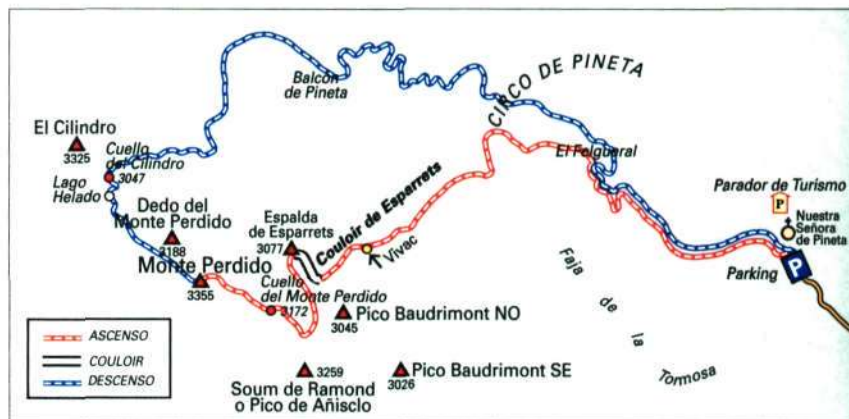 CIRCO DE PINETA
Balcón
de Pineta
El Cilindro
3325
Cuello
del Cilindro
3047
Lago
Helado
El Felqueral
Dedo del
Monte Perdido
3188
Espalda
de Esparrets
3077
Couloir de Esparrets
Vivac
Parador de Turismo
P
Nuestra
Señora
de Pineta
Parking
P
Monte Perdido
3355
Cuello
del Monte Perdido
3172
Faja de la Tormosa
3045
Pico Baudrimont NO
ASCENSO
COULOIR
DESCENSO
3259
Soum de Ramond
o Pico de Añisclo
3026
Pico Baudrimont SE